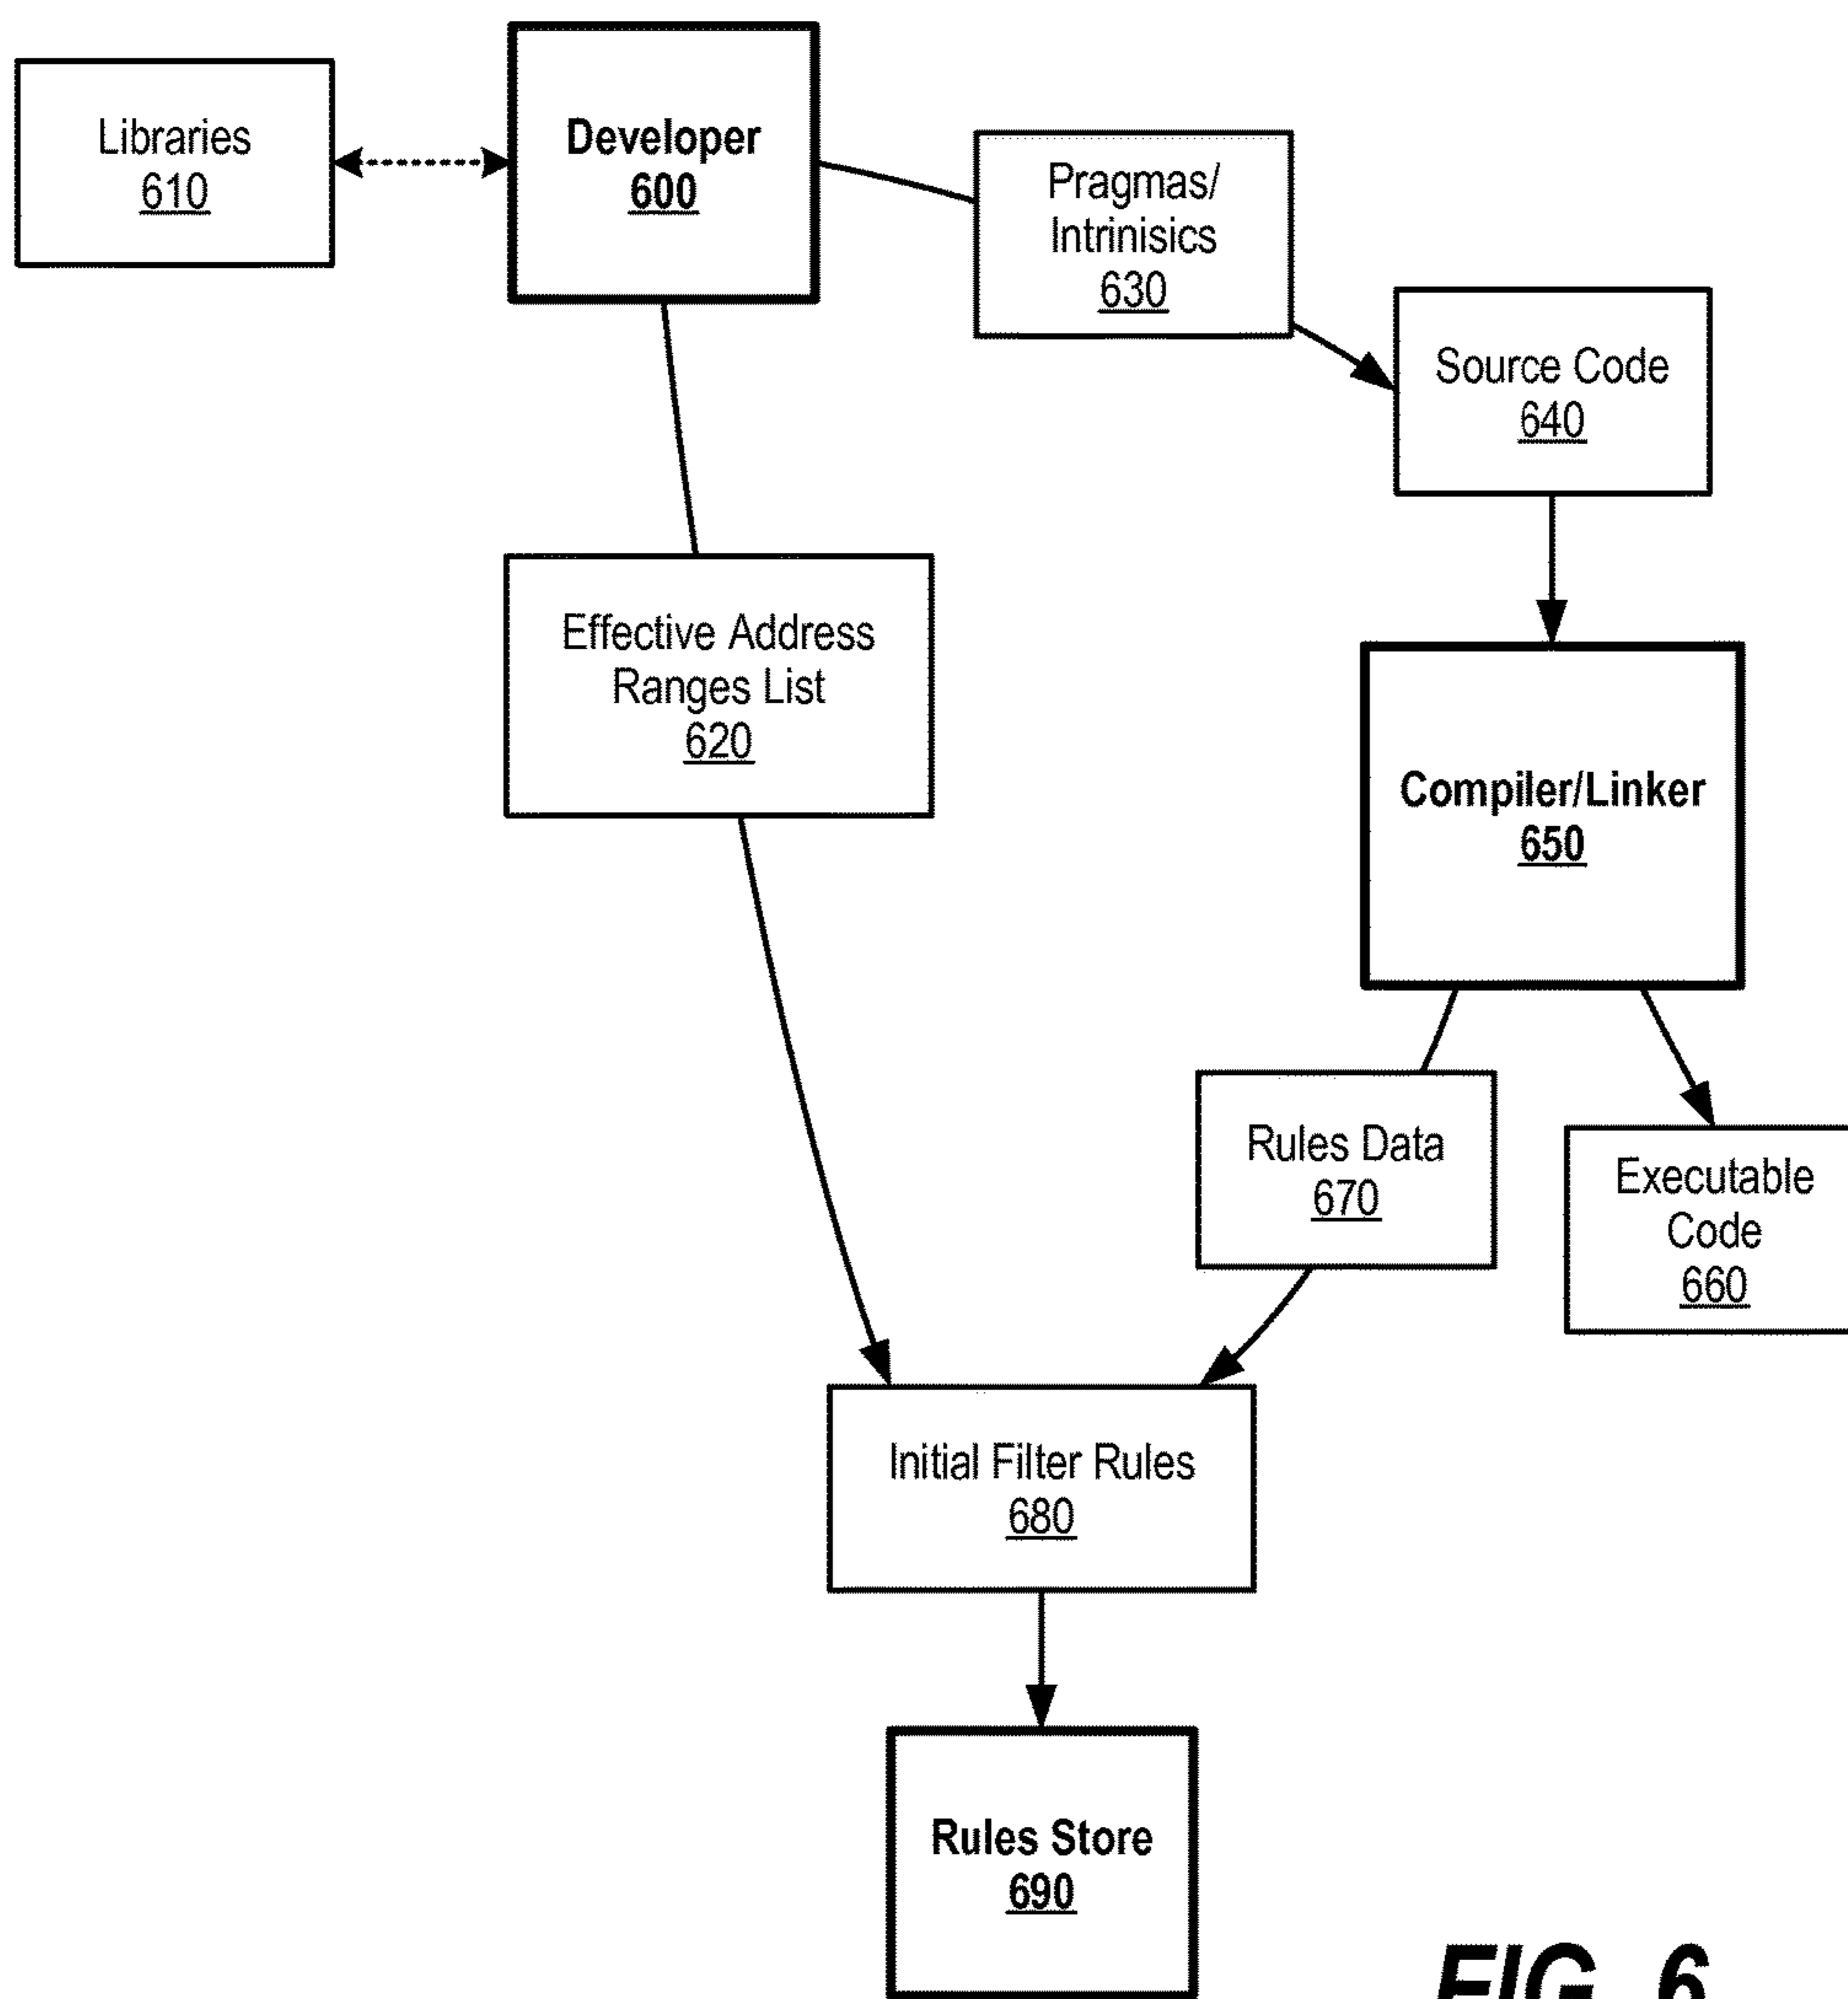 Libraries
610
Developer
600
Pragmas/
Intrinisics
630
Source Code
640
Effective Address
Ranges List
620
Compiler/Linker
650
Rules Data
670
Executable
Code
660
Initial Filter Rules
680
Rules Store
690
FIG. 6